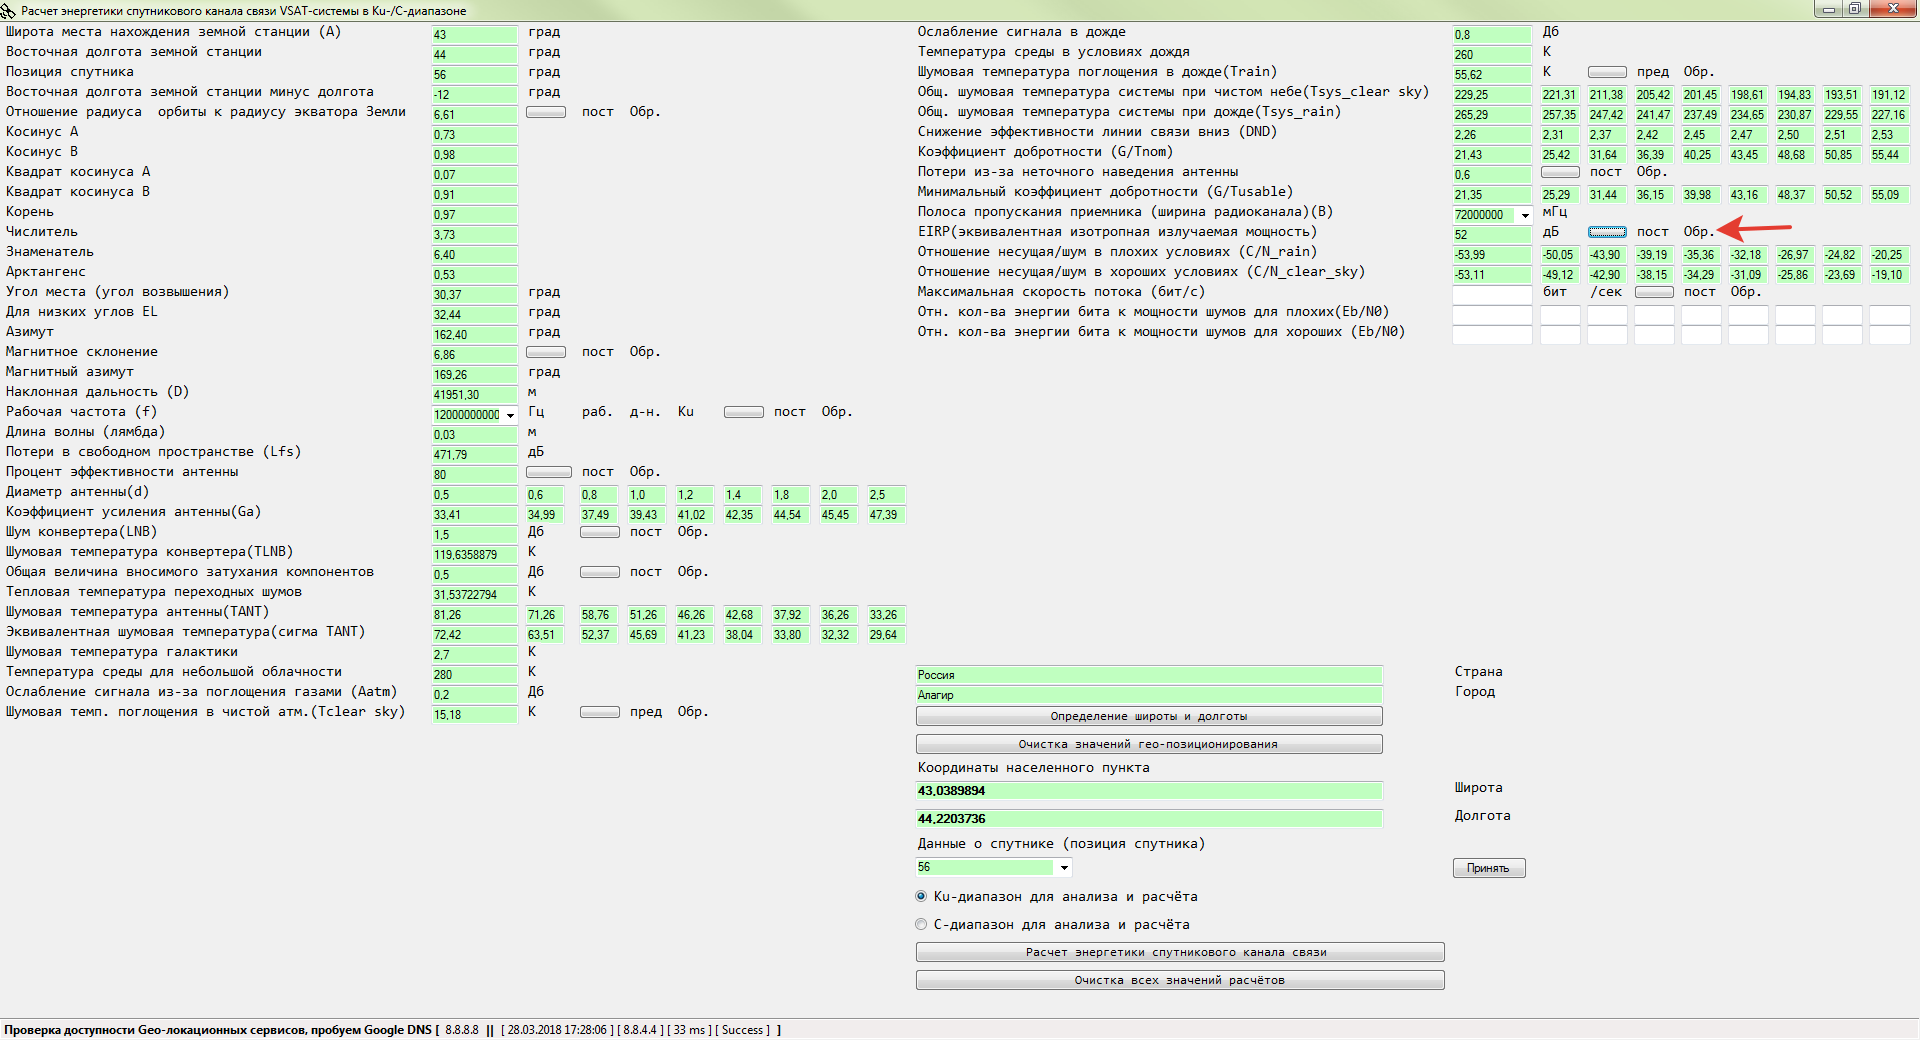 Расчет энергетики спутникового канала связи VSAT-системы в Ku-/C-диапазоне
Широта места нахождения земной станции (A) 43 град
Восточная долгота земной станции 44 град
Позиция спутника 56 град
Восточная долгота земной станции минус долгота -12 град
Отношение радиуса орбиты к радиусу экватора Земли 6,61 пост Обр.
Косинус A 0,73
Косинус B 0,98
Квадрат косинуса A 0,07
Квадрат косинуса B 0,91
Корень 0,97
Числитель 3,73
Знаменатель 6,40
Арктангенс 0,53
Угол места (угол возвышения) 30,37 град
Для низких углов EL 32,44 град
Азимут 162,40 град
Магнитное склонение 6,86 пост Обр.
Магнитный азимут 169,26 град
Наклонная дальность (D) 41951,30 м
Рабочая частота (f) 12000000000 Гц раб. д-н. Ku пост Обр.
Длина волны (лямбда) 0,03 м
Потери в свободном пространстве (Lfs) 471,79 дБ
Процент эффективности антенны 80 пост Обр.
Диаметр антенны(d) 0,5 0,6 0,8 1,0 1,2 1,4 1,8 2,0 2,5
Коэффициент усиления антенны(Ga) 33,41 34,99 37,49 39,43 41,02 42,35 44,54 45,45 47,39
Шум конвертера(LNB) 1,5 Дб пост Обр.
Шумовая температура конвертера(TLNB) 119,6358879 К
Общая величина вносимого затухания компонентов 0,5 Дб пост Обр.
Тепловая температура переходных шумов 31,53722794 К
Шумовая температура антенны(TANT) 81,26 71,26 58,76 51,26 46,26 42,68 37,92 36,26 33,26
Эквивалентная шумовая температура(сигма TANT) 72,42 63,51 52,37 45,69 41,23 38,04 33,80 32,32 29,64
Шумовая температура галактики 2,7 К
Температура среды для небольшой облачности 280 К
Ослабление сигнала из-за поглощения газами (Aatm) 0,2 Дб
Шумовая темп. поглощения в чистой атм.(Tclear sky) 15,18 К пред Обр.
Ослабление сигнала в дожде 0,8 Дб
Температура среды в условиях дождя 260 К
Шумовая температура поглощения в дожде(Train) 55,62 К пред Обр.
Общ. шумовая температура системы при чистом небе(Tsys_clear sky) 229,25 221,31 211,38 205,42 201,45 198,61 194,83 193,51 191,12
Общ. шумовая температура системы при дожде(Tsys_rain) 265,29 257,35 247,42 241,47 237,49 234,65 230,87 229,55 227,16
Снижение эффективности линии связи вниз (DND) 2,26 2,31 2,37 2,42 2,45 2,47 2,50 2,51 2,53
Коэффициент добротности (G/Tnom) 21,43 25,42 31,64 36,39 40,25 43,45 48,68 50,85 55,44
Потери из-за неточного наведения антенны 0,6 пост Обр.
Минимальный коэффициент добротности (G/Tusable) 21,35 25,29 31,44 36,15 39,98 43,16 48,37 50,52 55,09
Полоса пропускания приемника (ширина радиоканала)(B) 72000000 мГц
EIRP(эквивалентная изотропная излучаемая мощность) 52 дБ пост Обр.
Отношение несущая/шум в плохих условиях (C/N_rain) -53,99 -50,05 -43,90 -39,19 -35,36 -32,18 -26,97 -24,82 -20,25
Отношение несущая/шум в хороших условиях (C/N_clear_sky) -53,11 -49,12 -42,90 -38,15 -34,29 -31,09 -25,86 -23,69 -19,10
Максимальная скорость потока (бит/с) бит /сек пост Обр.
Отн. кол-ва энергии бита к мощности шумов для плохих(Eb/N0)
Отн. кол-ва энергии бита к мощности шумов для хороших (Eb/N0)
Россия Страна
Алагир Город
Определение широты и долготы
Очистка значений гео-позиционирования
Координаты населенного пункта
43.0389894 Широта
44.2203736 Долгота
Данные о спутнике (позиция спутника)
56 Принять
Ku-диапазон для анализа и расчёта
C-диапазон для анализа и расчёта
Расчет энергетики спутникового канала связи
Очистка всех значений расчётов
Проверка доступности Geo-локационных сервисов, пробуем Google DNS [ 8.8.8.8 || [ 28.03.2018 17:28:06 ] [ 8.8.4.4 ] [ 33 ms ] [ Success ] ]